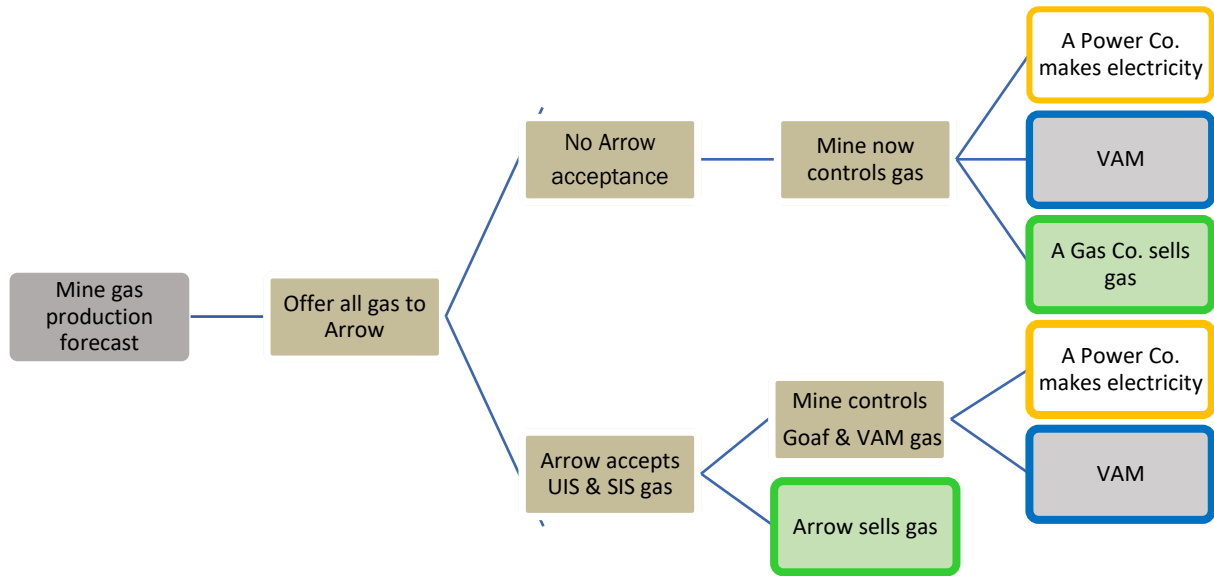 Mine gas
production
forecast
Offer all gas to
Arrow
No Arrow
acceptance
Mine now
controls gas
A Power Co.
makes electricity
VAM
A Gas Co. sells
gas
Arrow accepts
UIS & SIS gas
Mine controls
Goaf & VAM gas
A Power Co.
makes electricity
VAM
Arrow sells gas